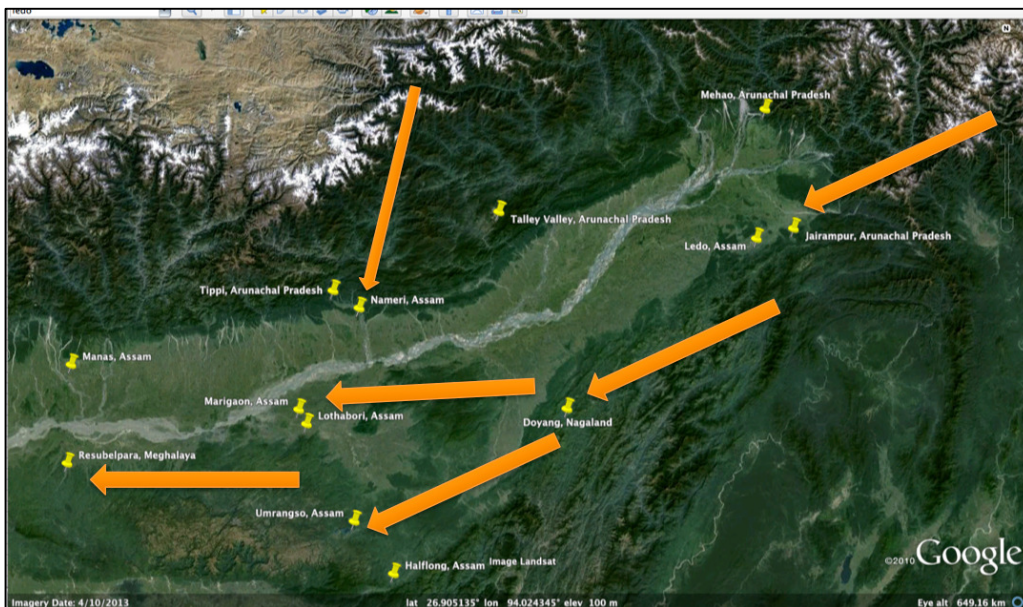 ledo
N
Mehao, Arunachal Pradesh
Talley Valley, Arunachal Pradesh
Jairampur, Arunachal Pradesh
Ledo, Assam
Tippi, Arunachal Pradesh
Nameri, Assam
Manas, Assam
Marigaon, Assam
Lothabori, Assam
Doyang, Nagaland
Resubelpara, Meghalaya
Umrangso, Assam
Halflong, Assam
Image Landsat
©2010 Google
Imagery Date: 4/10/2013
lat 26.905135° lon 94.024345° elev 100 m
Eye alt 649.16 km